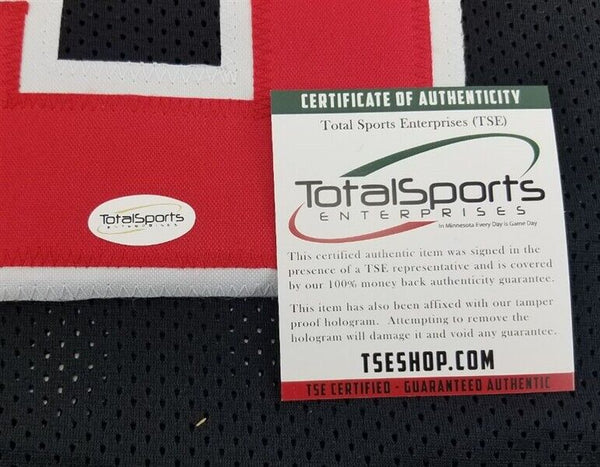 TotalSports
ENTERPRISES
CERTIFICATE OF AUTHENTICITY
Total Sports Enterprises (TSE)
TotalSports
ENTERPRISES
In Minnesota Every Day is Game Day
This certified authentic item was signed in the
presence of a TSE representative and is covered
by our 100% money back authenticity guarantee.
This item has also been affixed with our tamper
proof hologram. Attempting to remove the
hologram will damage it and void any guarantee.
TSESHOP.COM
TSE CERTIFIED - GUARANTEED AUTHENTIC